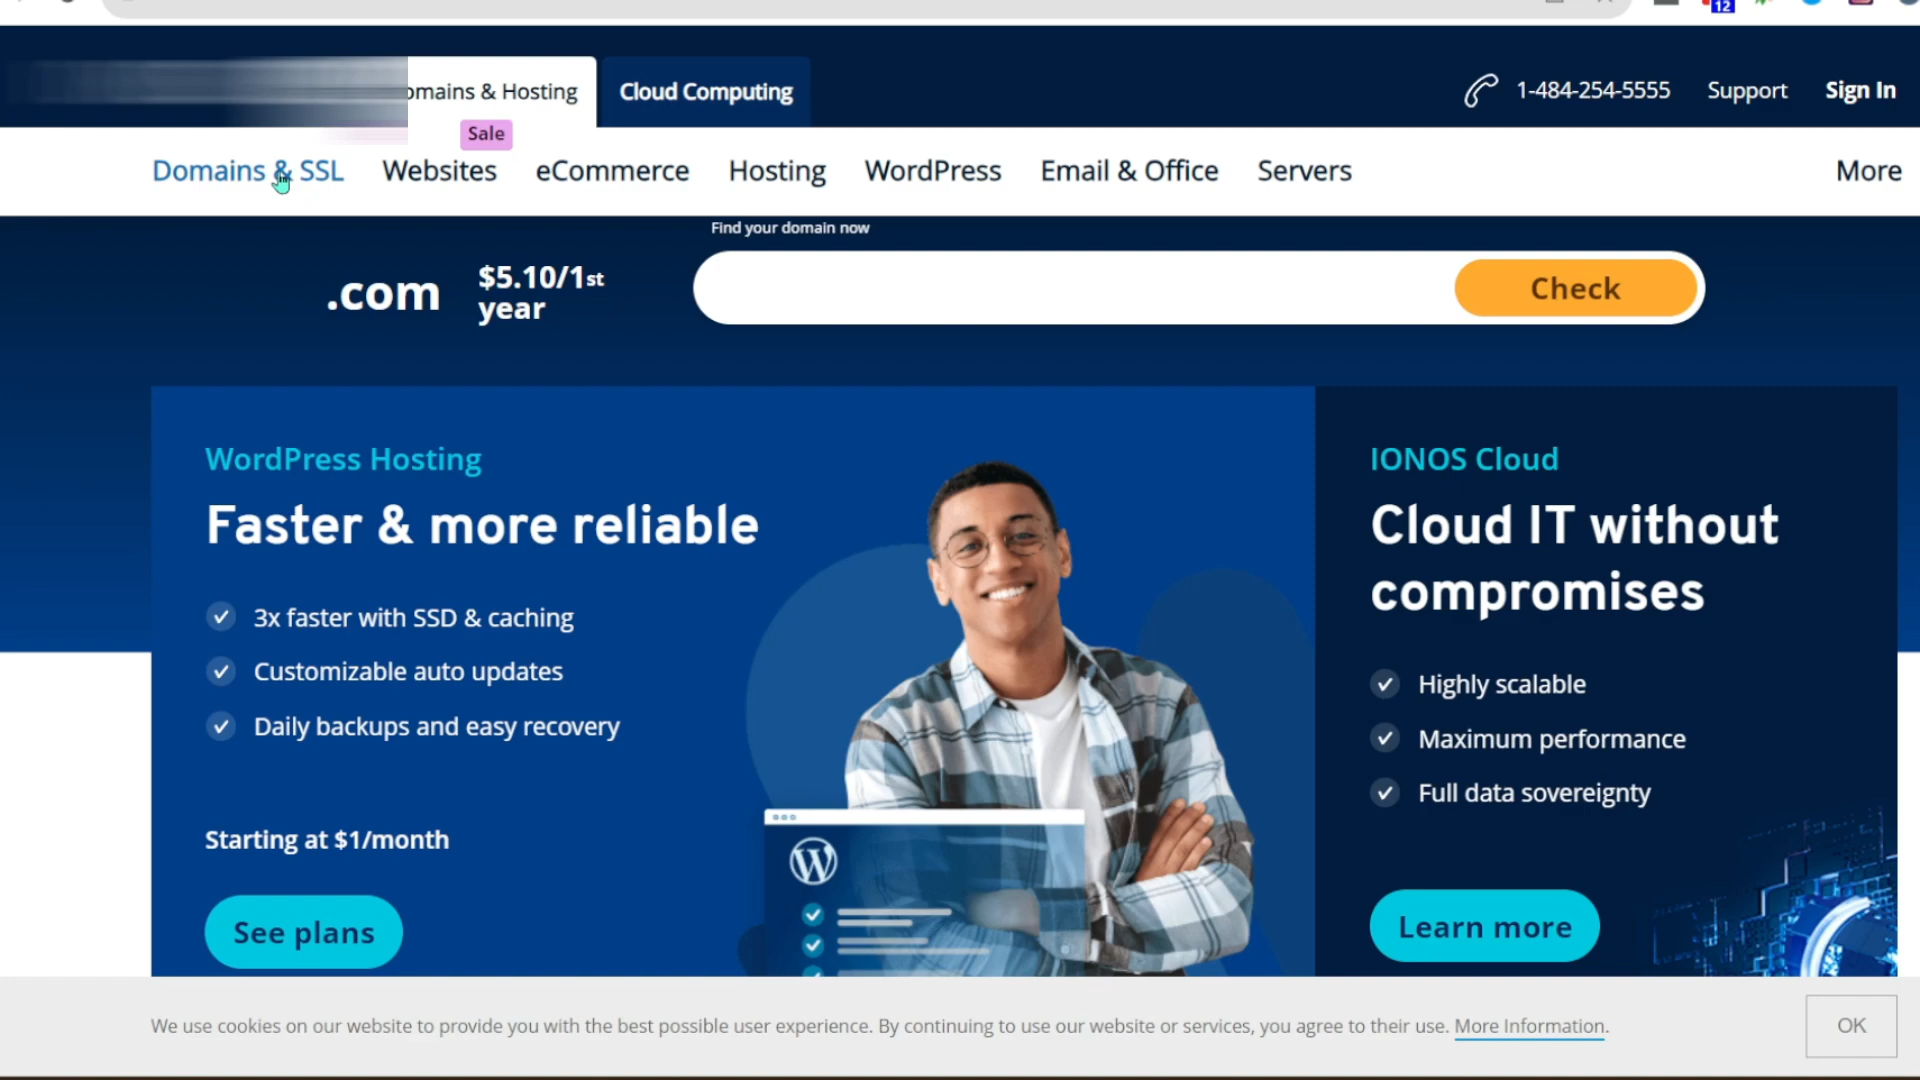 12
omains & Hosting
Cloud Computing
1-484-254-5555
Support
Sign In
Sale
Domains & SSL
Websites
eCommerce
Hosting
WordPress
Email & Office
Servers
More
Find your domain now
.com
$5.10/1st
year
Check
WordPress Hosting
Faster & more reliable
3x faster with SSD & caching
Customizable auto updates
Daily backups and easy recovery
Starting at $1/month
See plans
IONOS Cloud
Cloud IT without
compromises
Highly scalable
Maximum performance
Full data sovereignty
Learn more
We use cookies on our website to provide you with the best possible user experience. By continuing to use our website or services, you agree to their use. More Information.
OK